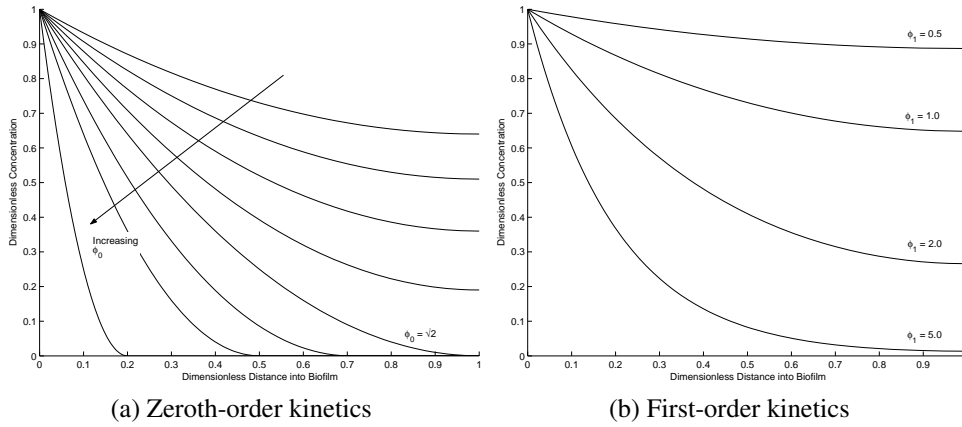 1
0.9
0.8
0.7
0.6
0.5
0.4
0.3
0.2
0.1
0
Dimensionless Concentration
Increasing
ϕ0
ϕ0 = √2
0 0.1 0.2 0.3 0.4 0.5 0.6 0.7 0.8 0.9 1
Dimensionless Distance into Biofilm
(a) Zeroth-order kinetics
1
0.9
0.8
0.7
0.6
0.5
0.4
0.3
0.2
0.1
0
Dimensionless Concentration
ϕ1 = 0.5
ϕ1 = 1.0
ϕ1 = 2.0
ϕ1 = 5.0
0 0.1 0.2 0.3 0.4 0.5 0.6 0.7 0.8 0.9
Dimensionless Distance into Biofilm
(b) First-order kinetics